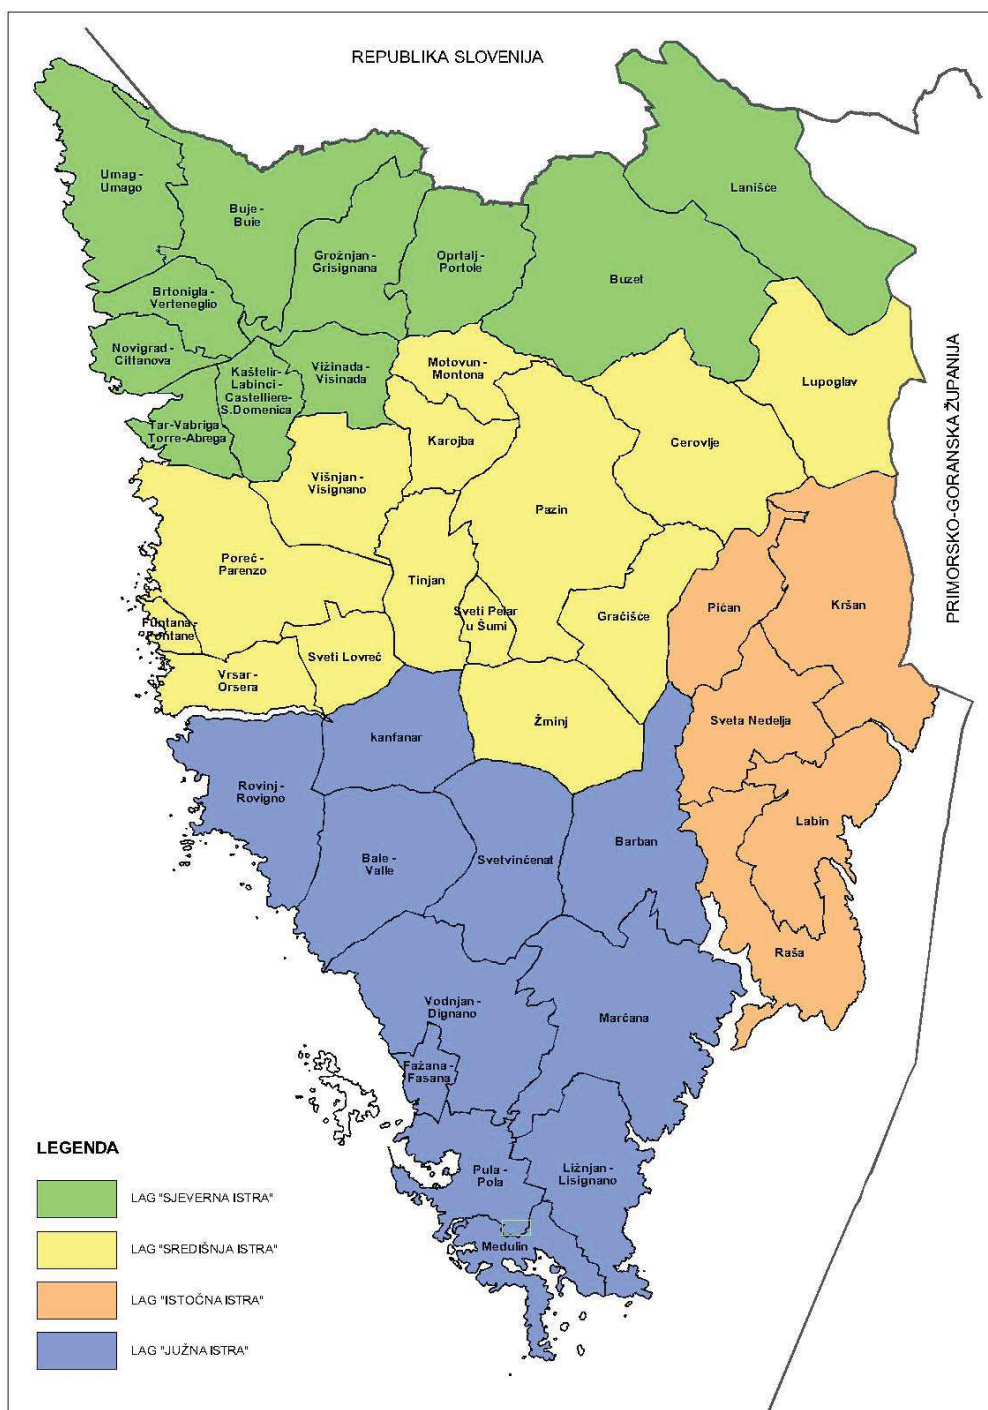 REPUBLIKA SLOVENIJA
Lanišće
Umag -
Umago
Buje -
Buie
Grožnjan -
Grisignana
Oprtalj -
Portole
Buzet
Brtonigla -
Verteneglio
Novigrad -
Cittanova
Kaštelir-
Labinci -
Castelliere-
S.Domenica
Vižinada -
Visinada
Motovun -
Montona
Lupoglav
PRIMORSKO-GORANSKA ŽUPANIJA
Tar-Vabriga
Torre-Abrega
Karojba
Cerovlje
Višnjan -
Visignano
Pazin
Poreč -
Parenzo
Tinjan
Sveti Petar
u Šumi
Gračišće
Pićan
Kršan
Funtana -
Fontane
Sveti Lovreč
Vrsar -
Orsera
Žminj
Sveta Nedelja
kanfanar
Rovinj -
Rovigno
Labin
Barban
Bale -
Valle
Svetvinčenat
Raša
Vodnjan -
Dignano
Marčana
Fažana -
Fasana
Pula -
Pola
Ližnjan -
Lisignano
Medulin
LEGENDA
LAG "SJEVERNA ISTRA"
LAG "SREDIŠNJA ISTRA"
LAG "ISTOČNA ISTRA"
LAG "JUŽNA ISTRA"